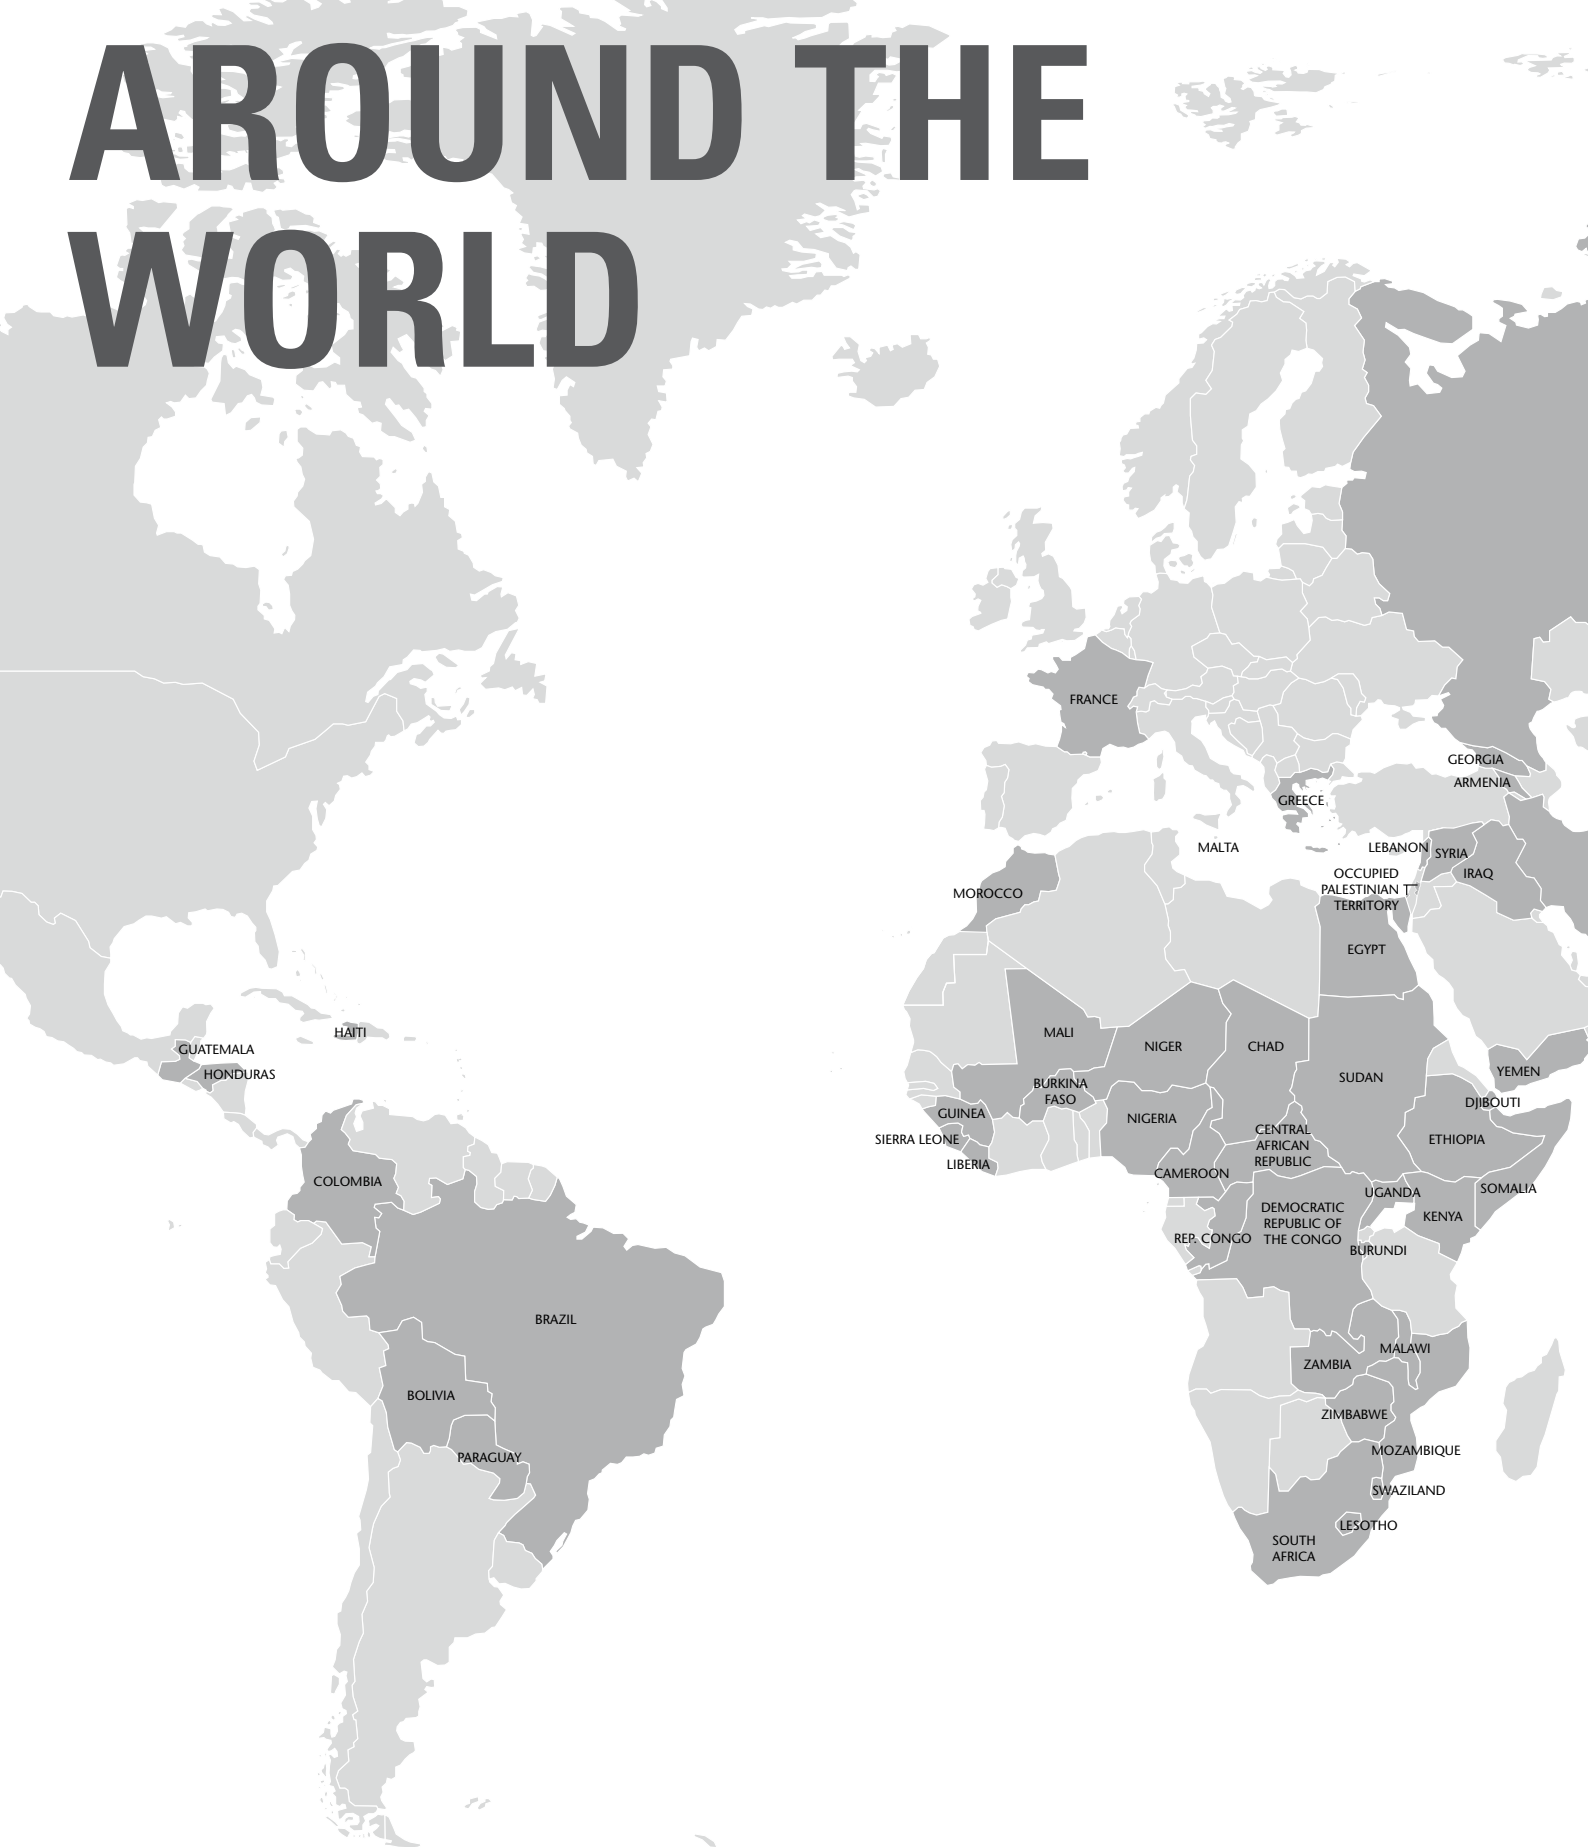 AROUND THE
WORLD
FRANCE
GEORGIA
ARMENIA
GREECE
MALTA
LEBANON
SYRIA
IRAQ
OCCUPIED
PALESTINIAN T
TERRITORY
MOROCCO
EGYPT
HAITI
GUATEMALA
HONDURAS
MALI
NIGER
CHAD
SUDAN
YEMEN
BURKINA
FASO
DJIBOUTI
GUINEA
NIGERIA
SIERRA LEONE
CENTRAL
AFRICAN
REPUBLIC
ETHIOPIA
LIBERIA
CAMEROON
COLOMBIA
UGANDA
SOMALIA
DEMOCRATIC
REPUBLIC OF
THE CONGO
KENYA
REP. CONGO
BURUNDI
BRAZIL
MALAWI
ZAMBIA
BOLIVIA
ZIMBABWE
PARAGUAY
MOZAMBIQUE
SWAZILAND
LESOTHO
SOUTH
AFRICA